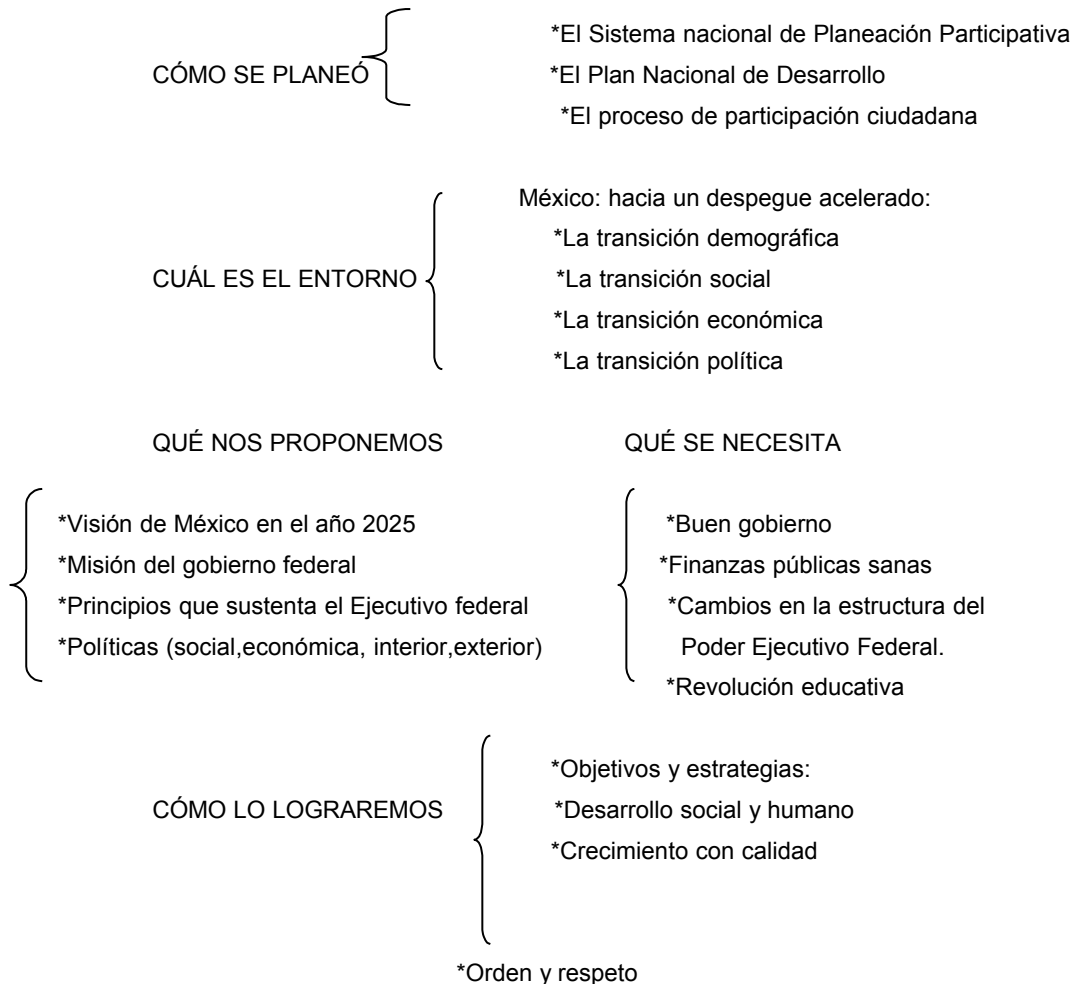 *El Sistema nacional de Planeación Participativa
CÓMO SE PLANEÓ
*El Plan Nacional de Desarrollo
*El proceso de participación ciudadana
México: hacia un despegue acelerado:
*La transición demográfica
CUÁL ES EL ENTORNO
*La transición social
*La transición económica
*La transición política
QUÉ NOS PROPONEMOS
*Visión de México en el año 2025
*Misión del gobierno federal
*Principios que sustenta el Ejecutivo federal
*Políticas (social,económica, interior,exterior)
QUÉ SE NECESITA
*Buen gobierno
*Finanzas públicas sanas
*Cambios en la estructura del
Poder Ejecutivo Federal.
*Revolución educativa
*Objetivos y estrategias:
CÓMO LO LOGRAREMOS
*Desarrollo social y humano
*Crecimiento con calidad
*Orden y respeto